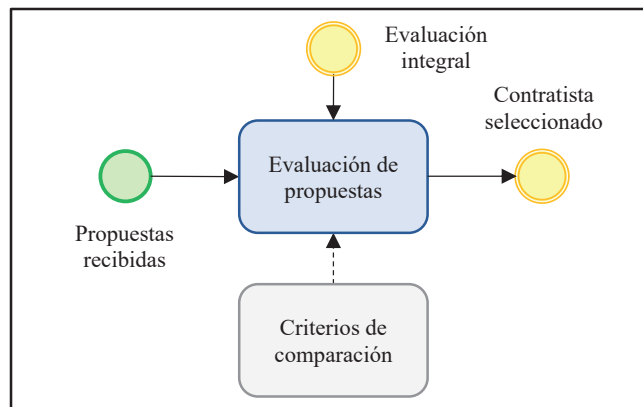 Evaluación
integral
Contratista
seleccionado
Evaluación de
propuestas
Propuestas
recibidas
Criterios de
comparación